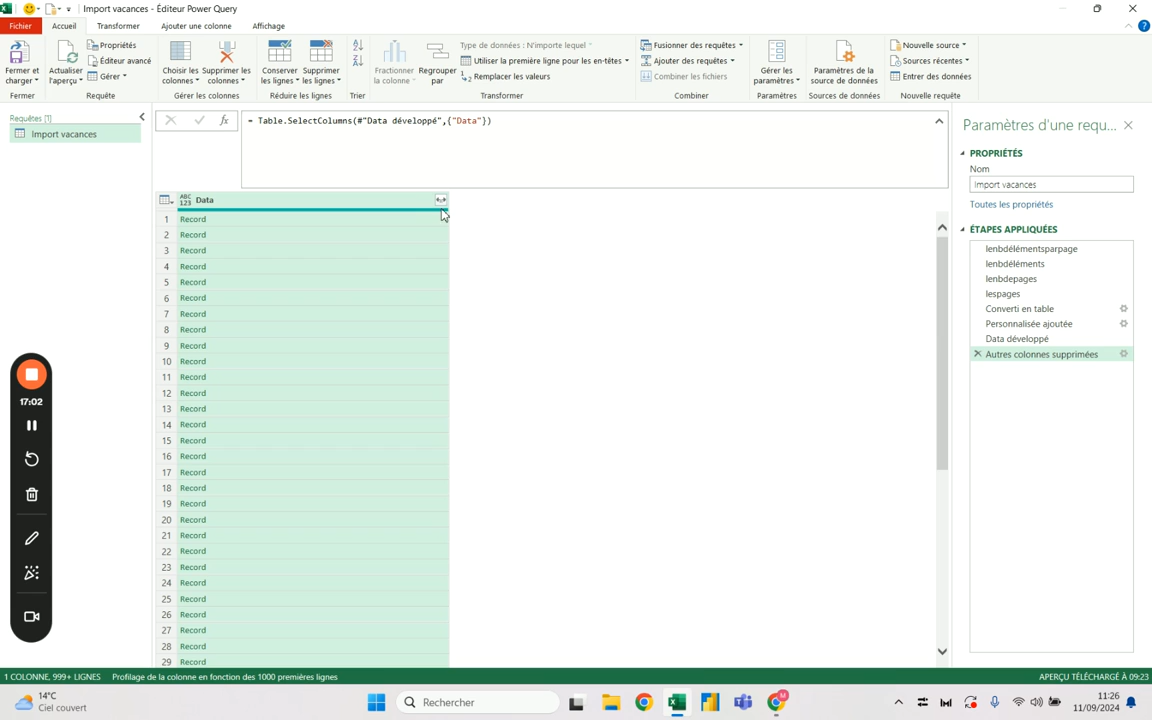 Import vacances - Éditeur Power Query
Fichier Accueil Transformer Ajouter une colonne Affichage
Fermer et charger
Fermer
Actualiser l'aperçu
Propriétés
Éditeur avancé
Gérer
Requête
Choisir les colonnes
Supprimer les colonnes
Gérer les colonnes
Conserver les lignes
Supprimer les lignes
Réduire les lignes
Trier
Fractionner la colonne
Regrouper par
Type de données : N'importe lequel
Utiliser la première ligne pour les en-têtes
Remplacer les valeurs
Transformer
Fusionner des requêtes
Ajouter des requêtes
Combiner les fichiers
Combiner
Gérer les paramètres
Paramètres
Paramètres de la source de données
Sources de données
Nouvelle source
Sources récentes
Entrer des données
Nouvelle requête
Requêtes [1]
Import vacances
fx
= Table.SelectColumns(#"Data développé",{"Data"})
ABC 123 Data
1 Record
2 Record
3 Record
4 Record
5 Record
6 Record
7 Record
8 Record
9 Record
10 Record
11 Record
12 Record
13 Record
14 Record
15 Record
16 Record
17 Record
18 Record
19 Record
20 Record
21 Record
22 Record
23 Record
24 Record
25 Record
26 Record
27 Record
28 Record
29 Record
Paramètres d'une requ...
PROPRIÉTÉS
Nom
Import vacances
Toutes les propriétés
ÉTAPES APPLIQUÉES
lenbdélémentsparpage
lenbdéléments
lenbdepages
lespages
Converti en table
Personnalisée ajoutée
Data développé
Autres colonnes supprimées
17:02
1 COLONNE, 999+ LIGNES Profilage de la colonne en fonction des 1000 premières lignes
APERÇU TÉLÉCHARGÉ À 09:23
14°C
Ciel couvert
Rechercher
11:26
11/09/2024